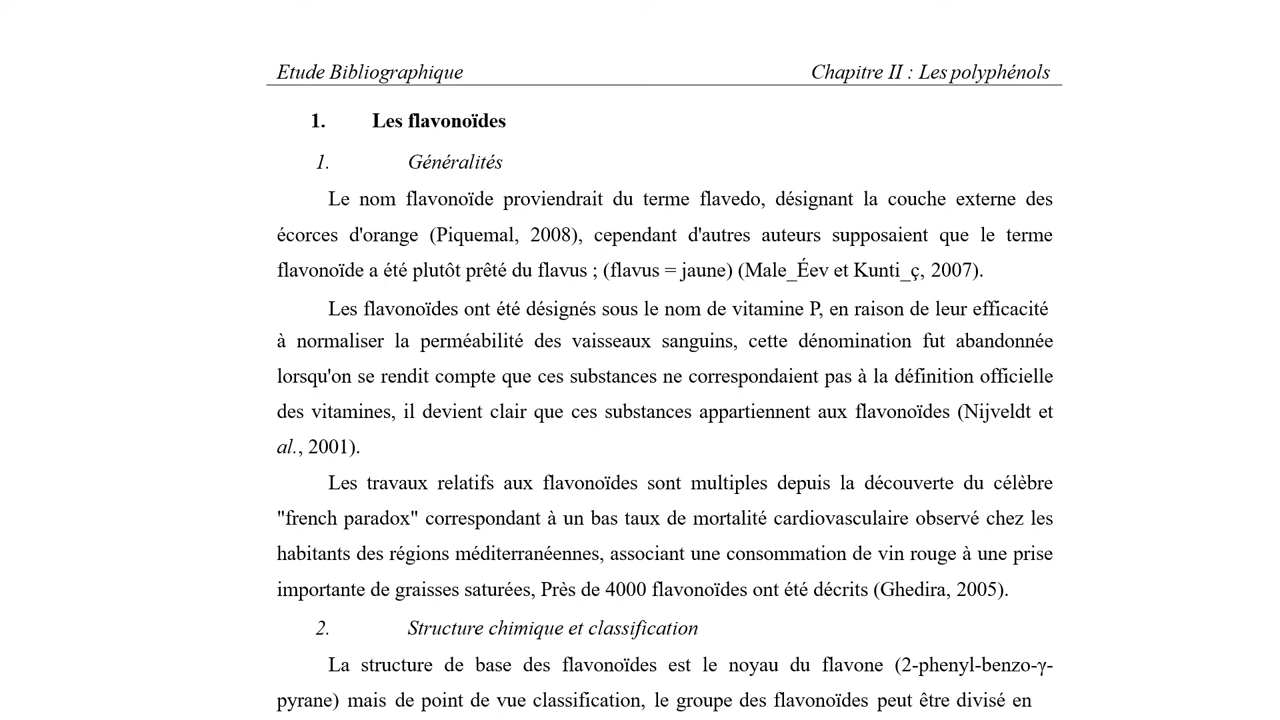 Etude Bibliographique Chapitre II : Les polyphénols
1. Les flavonoïdes
1. Généralités
Le nom flavonoïde proviendrait du terme flavedo, désignant la couche externe des
écorces d'orange (Piquemal, 2008), cependant d'autres auteurs supposaient que le terme
flavonoïde a été plutôt prêté du flavus ; (flavus = jaune) (Male_Éev et Kunti_ç, 2007).
Les flavonoïdes ont été désignés sous le nom de vitamine P, en raison de leur efficacité
à normaliser la perméabilité des vaisseaux sanguins, cette dénomination fut abandonnée
lorsqu'on se rendit compte que ces substances ne correspondaient pas à la définition officielle
des vitamines, il devient clair que ces substances appartiennent aux flavonoïdes (Nijveldt et
al., 2001).
Les travaux relatifs aux flavonoïdes sont multiples depuis la découverte du célèbre
"french paradox" correspondant à un bas taux de mortalité cardiovasculaire observé chez les
habitants des régions méditerranéennes, associant une consommation de vin rouge à une prise
importante de graisses saturées, Près de 4000 flavonoïdes ont été décrits (Ghedira, 2005).
2. Structure chimique et classification
La structure de base des flavonoïdes est le noyau du flavone (2-phenyl-benzo-γ-
pyrane) mais de point de vue classification, le groupe des flavonoïdes peut être divisé en